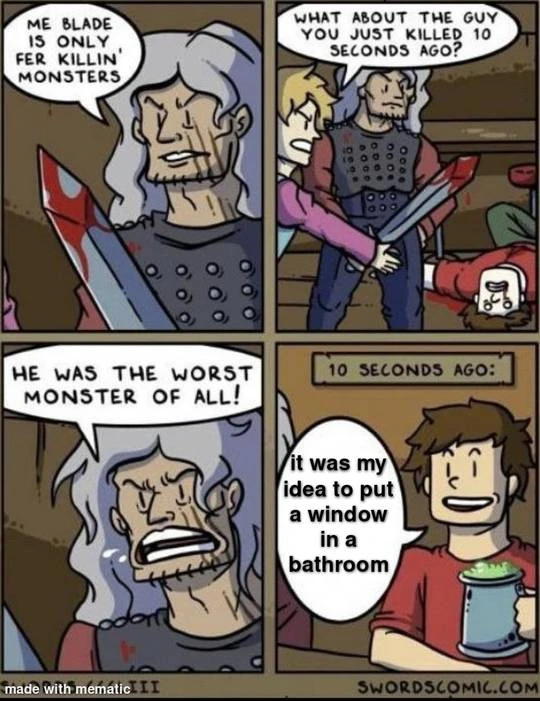 ME BLADE
IS ONLY
FER KILLIN'
MONSTERS
WHAT ABOUT THE GUY
YOU JUST KILLED 10
SECONDS AGO?
HE WAS THE WORST
MONSTER OF ALL!
10 SECONDS AGO:
it was my
idea to put
a window
in a
bathroom
made with mematic
III
SWORDSCOMIC.COM